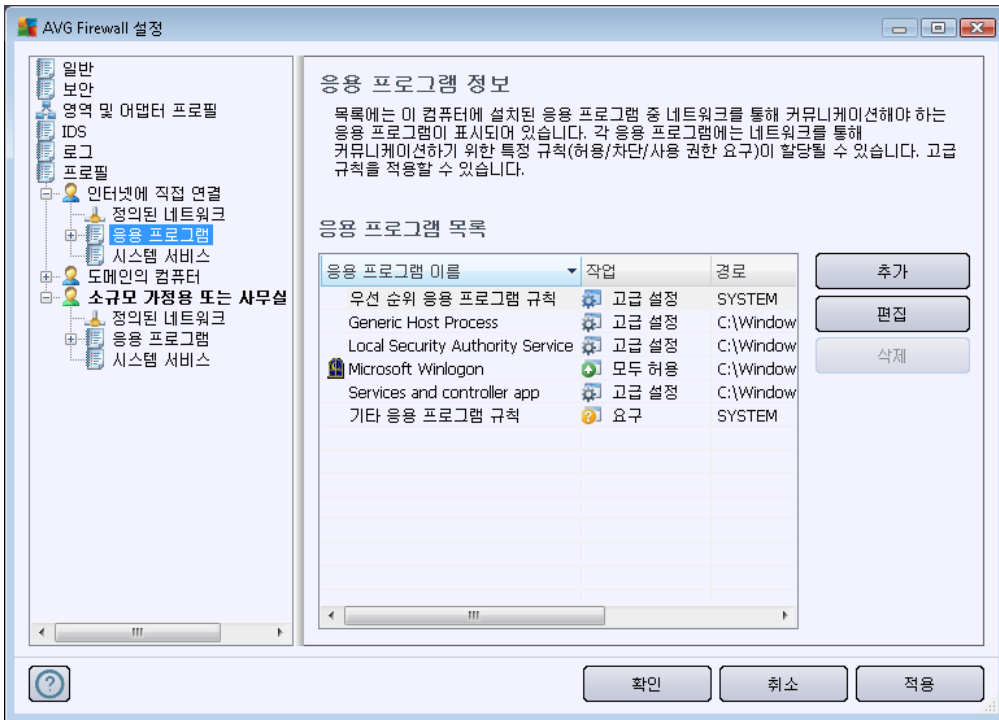 AVG Firewall 설정
일반
보안
영역 및 어댑터 프로필
IDS
로그
프로필
인터넷에 직접 연결
정의된 네트워크
응용 프로그램
시스템 서비스
도메인의 컴퓨터
소규모 가정용 또는 사무실
정의된 네트워크
응용 프로그램
시스템 서비스
응용 프로그램 정보
목록에는 이 컴퓨터에 설치된 응용 프로그램 중 네트워크를 통해 커뮤니케이션해야 하는
응용 프로그램이 표시되어 있습니다. 각 응용 프로그램에는 네트워크를 통해
커뮤니케이션하기 위한 특정 규칙(허용/차단/사용 권한 요구)이 할당될 수 있습니다. 고급
규칙을 적용할 수 있습니다.
응용 프로그램 목록
응용 프로그램 이름 작업 경로
우선 순위 응용 프로그램 규칙 고급 설정 SYSTEM
Generic Host Process 고급 설정 C:\Window
Local Security Authority Service 고급 설정 C:\Window
Microsoft Winlogon 모두 허용 C:\Window
Services and controller app 고급 설정 C:\Window
기타 응용 프로그램 규칙 요구 SYSTEM
추가
편집
삭제
확인 취소 적용